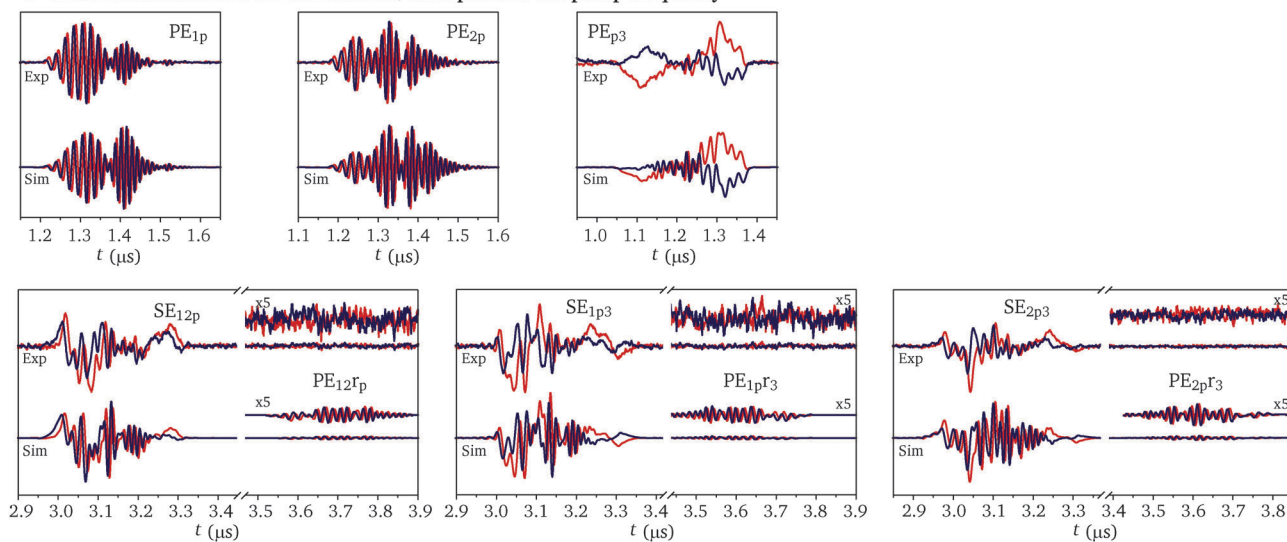 PE1p
PE2p
PEp3
Exp
Exp
Exp
Sim
Sim
Sim
1.2 1.3 1.4 1.5 1.6
1.1 1.2 1.3 1.4 1.5 1.6
1.0 1.1 1.2 1.3 1.4
t (μs)
t (μs)
t (μs)
SE12p
x5
SE1p3
x5
SE2p3
x5
Exp
Exp
Exp
PE12rp
PE1pr3
PE2pr3
x5
x5
x5
Sim
Sim
Sim
2.9 3.0 3.1 3.2 3.3 3.4 3.5 3.6 3.7 3.8 3.9
2.9 3.0 3.1 3.2 3.3 3.4 3.5 3.6 3.7 3.8 3.9
2.9 3.0 3.1 3.2 3.3 3.4 3.5 3.6 3.7 3.8
t (μs)
t (μs)
t (μs)